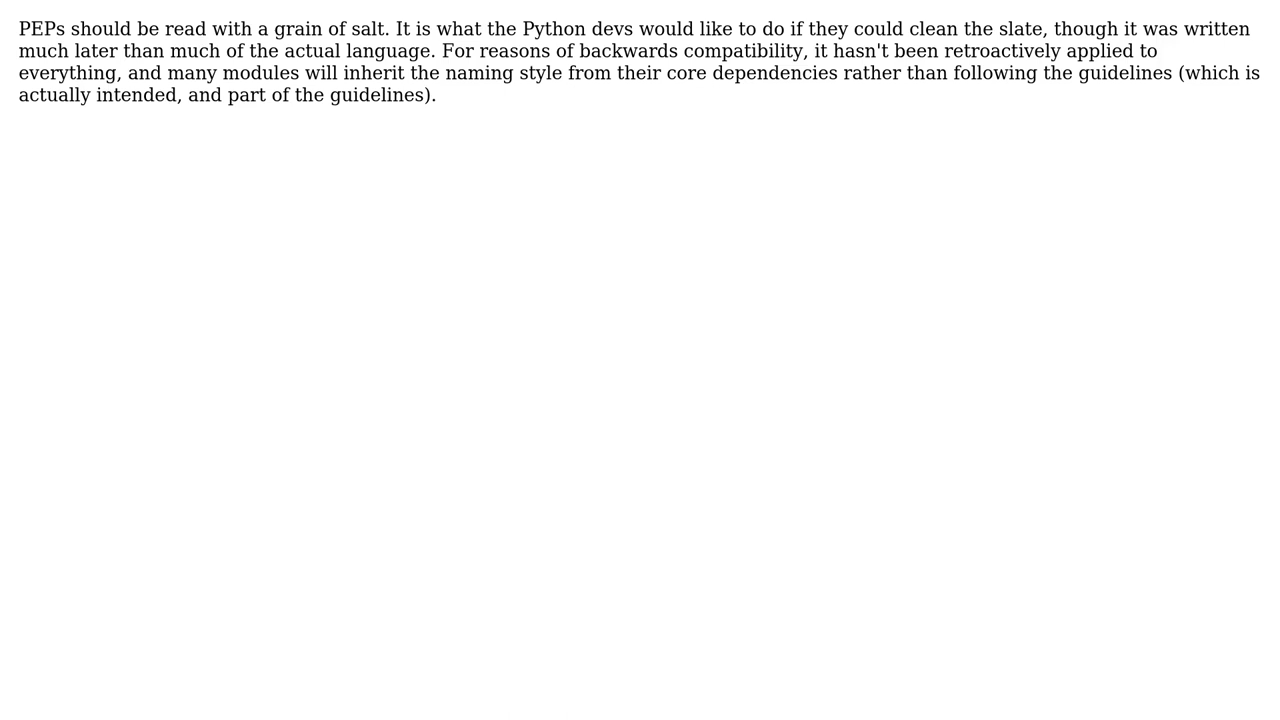 PEPs should be read with a grain of salt. It is what the Python devs would like to do if they could clean the slate, though it was written
much later than much of the actual language. For reasons of backwards compatibility, it hasn't been retroactively applied to
everything, and many modules will inherit the naming style from their core dependencies rather than following the guidelines (which is
actually intended, and part of the guidelines).